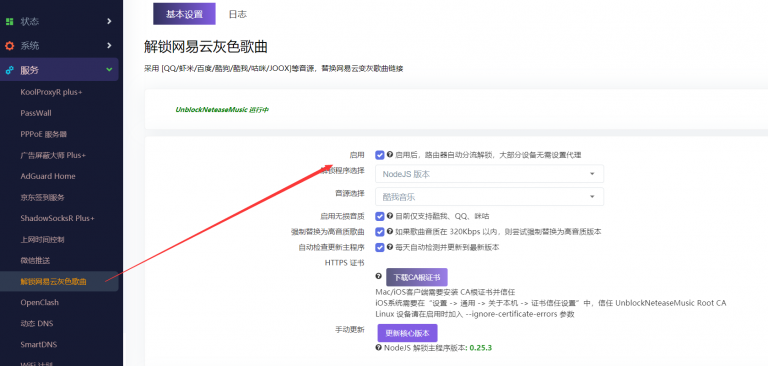 状态
系统
服务
KoolProxyR plus+
PassWall
PPPoE 服务器
广告屏蔽大师 Plus+
AdGuard Home
京东签到服务
ShadowSocksR Plus+
上网时间控制
微信推送
解锁网易云灰色歌曲
OpenClash
动态 DNS
SmartDNS
基本设置 日志
解锁网易云灰色歌曲
采用 [QQ/虾米/百度/酷狗/酷我/咕咪/JOOX]等音源，替换网易云变灰歌曲链接
UnblockNeteaseMusic 运行中
启用 启用后，路由器自动分流解锁，大部分设备无需设置代理
解锁程序选择 NodeJS 版本
音源选择 酷我音乐
启用无损音质 目前仅支持酷我、QQ、咪咕
强制替换为高音质歌曲 如果歌曲音质在 320Kbps 以内，则尝试强制替换为高音质版本
自动检查更新主程序 每天自动检测并更新到最新版本
HTTPS 证书
下载CA根证书
Mac/iOS客户端需要安装 CA根证书并信任
iOS系统需要在“设置 -> 通用 -> 关于本机 -> 证书信任设置”中，信任 UnblockNeteaseMusic Root CA
Linux 设备请在启用时加入 --ignore-certificate-errors 参数
手动更新 更新核心版本
NodeJS 解锁主程序版本: 0.25.3